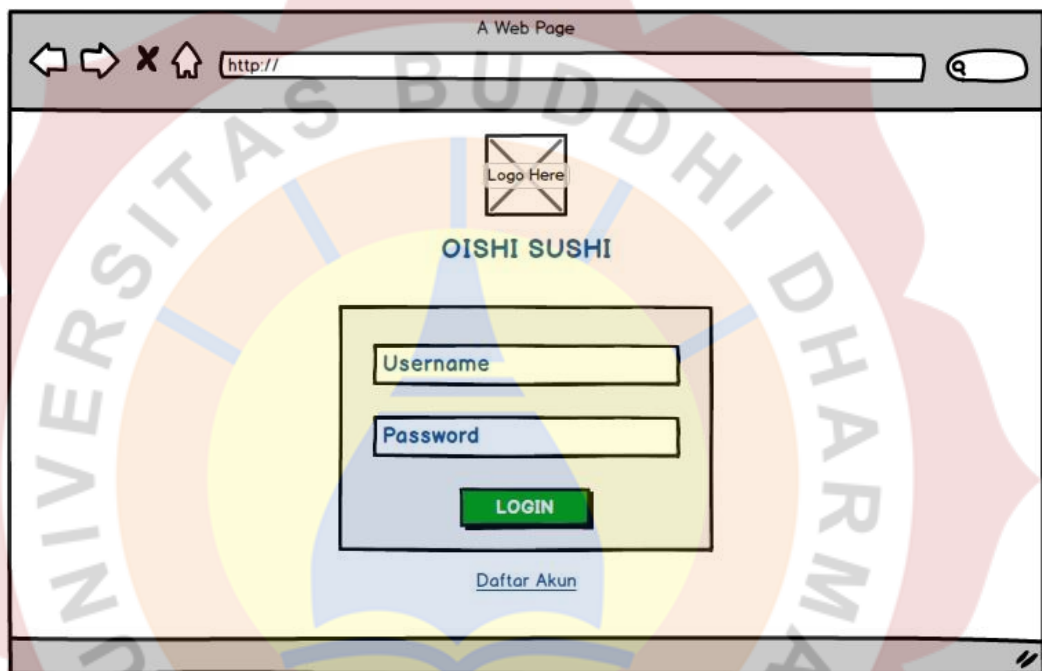 A Web Page
http://
Logo Here
OISHI SUSHI
Username
Password
LOGIN
Daftar Akun
UNIVERSITAS BUDDHI DHARMA